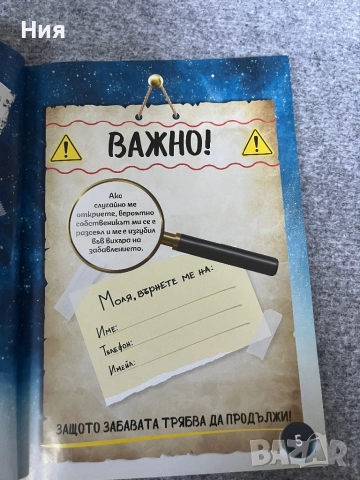 Ния
ВАЖНО!
Ако
случайно ме
откриете, вероятно
собственикът ми се е
разсеял и ме е изгубил
във вихъра на
забавлението.
Моля, върнете ме на:
Име:
Телефон:
Имейл:
ЗАЩОТО ЗАБАВАТА ТРЯБВА ДА ПРОДЪЛЖИ!
5
BAZAR